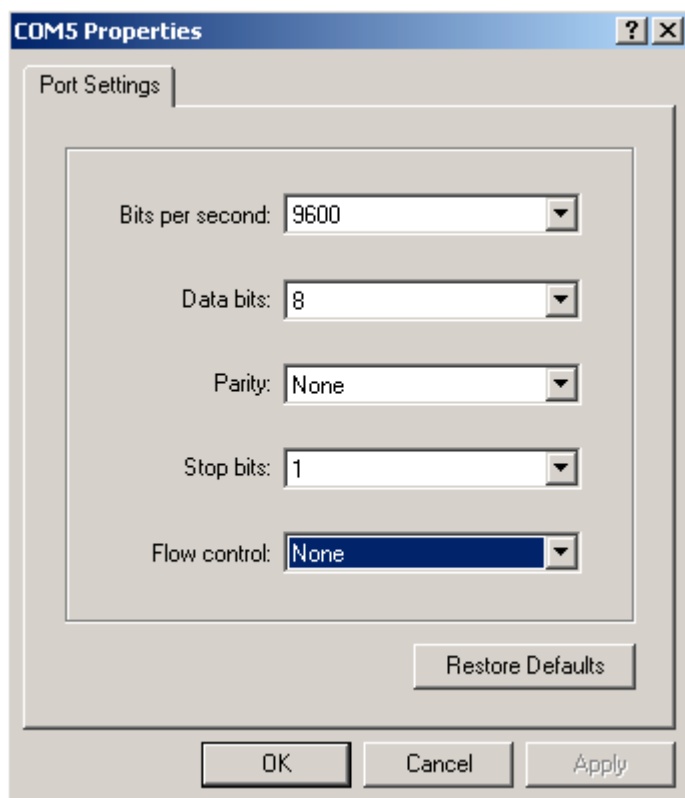 COM5 Properties
Port Settings
Bits per second: 9600
Data bits: 8
Parity: None
Stop bits: 1
Flow control: None
Restore Defaults
OK Cancel Apply